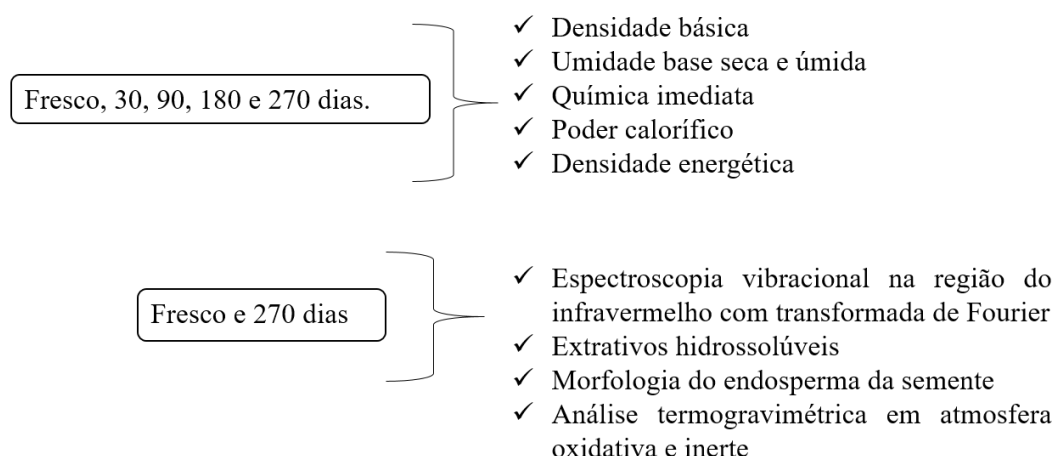 Fresco, 30, 90, 180 e 270 dias.
✓ Densidade básica
✓ Umidade base seca e úmida
✓ Química imediata
✓ Poder calorífico
✓ Densidade energética
Fresco e 270 dias
✓ Espectroscopia vibracional na região do
infravermelho com transformada de Fourier
✓ Extrativos hidrossolúveis
✓ Morfologia do endosperma da semente
✓ Análise termogravimétrica em atmosfera
oxidativa e inerte